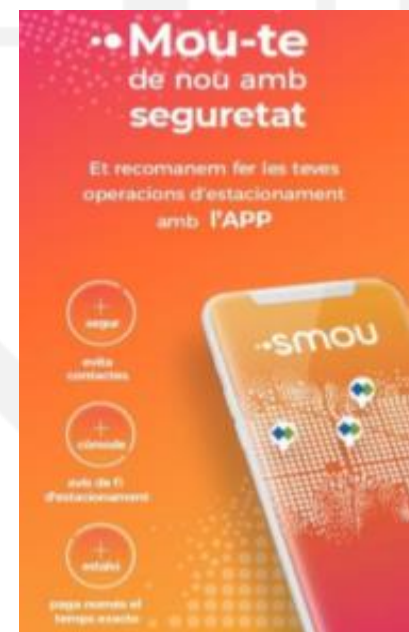 Mou-te
de nou amb
seguretat
Et recomanem fer les teves
operacions d'estacionament
amb l'APP
+
segur
evita
contactes
smou
+
còmode
avís de fi
d'estacionament
+
estalvi
paga només el
temps exacte